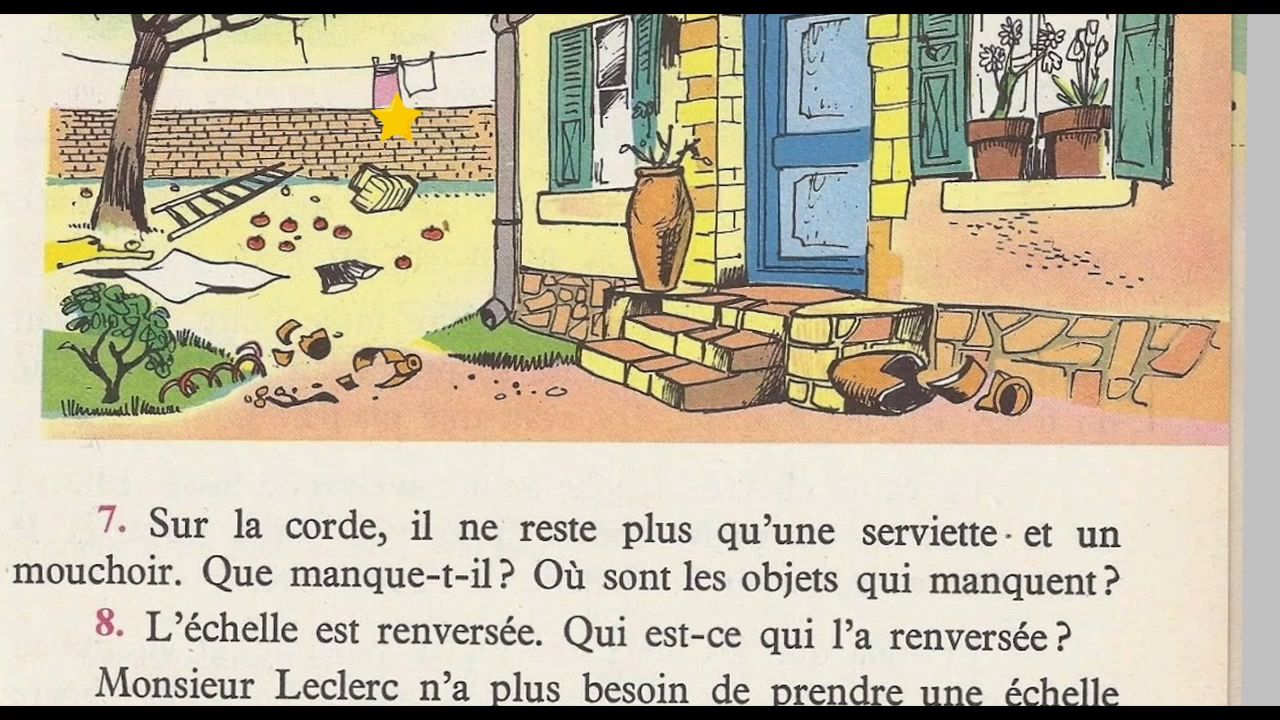 7. Sur la corde, il ne reste plus qu'une serviette et un
mouchoir. Que manque-t-il? Où sont les objets qui manquent?
8. L'échelle est renversée. Qui est-ce qui l'a renversée?
Monsieur Leclerc n'a plus besoin de prendre une échelle